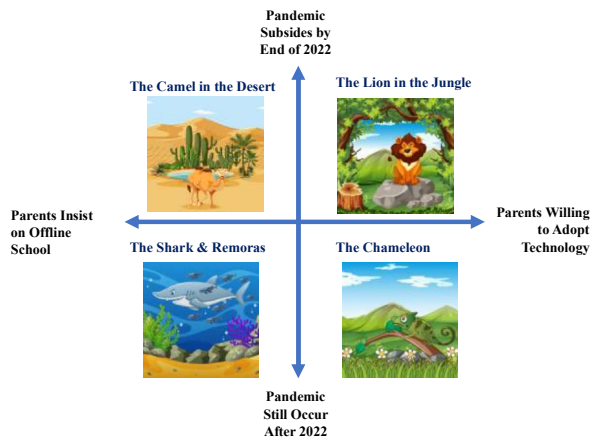 Pandemic
Subsides by
End of 2022
The Camel in the Desert
The Lion in the Jungle
Parents Insist
on Offline
School
Parents Willing
to Adopt
Technology
The Shark & Remoras
The Chameleon
Pandemic
Still Occur
After 2022